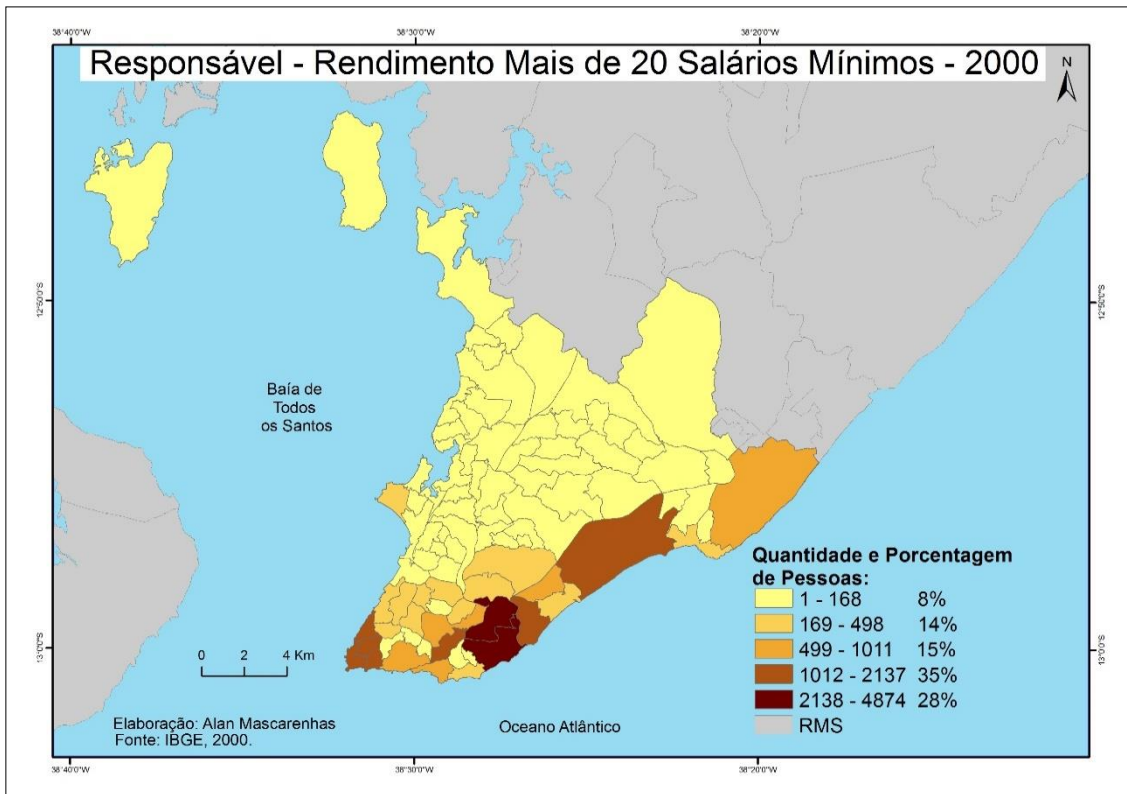 38°40'0"W 38°30'0"W 38°20'0"W
Responsável - Rendimento Mais de 20 Salários Mínimos - 2000
N
12°50'0"S 12°50'0"S
Baía de
Todos
os Santos
Quantidade e Porcentagem
de Pessoas:
1 - 168 8%
169 - 498 14%
499 - 1011 15%
1012 - 2137 35%
2138 - 4874 28%
RMS
13°0'0"S 13°0'0"S
0 2 4 Km
Elaboração: Alan Mascarenhas
Fonte: IBGE, 2000.
Oceano Atlântico
38°40'0"W 38°30'0"W 38°20'0"W